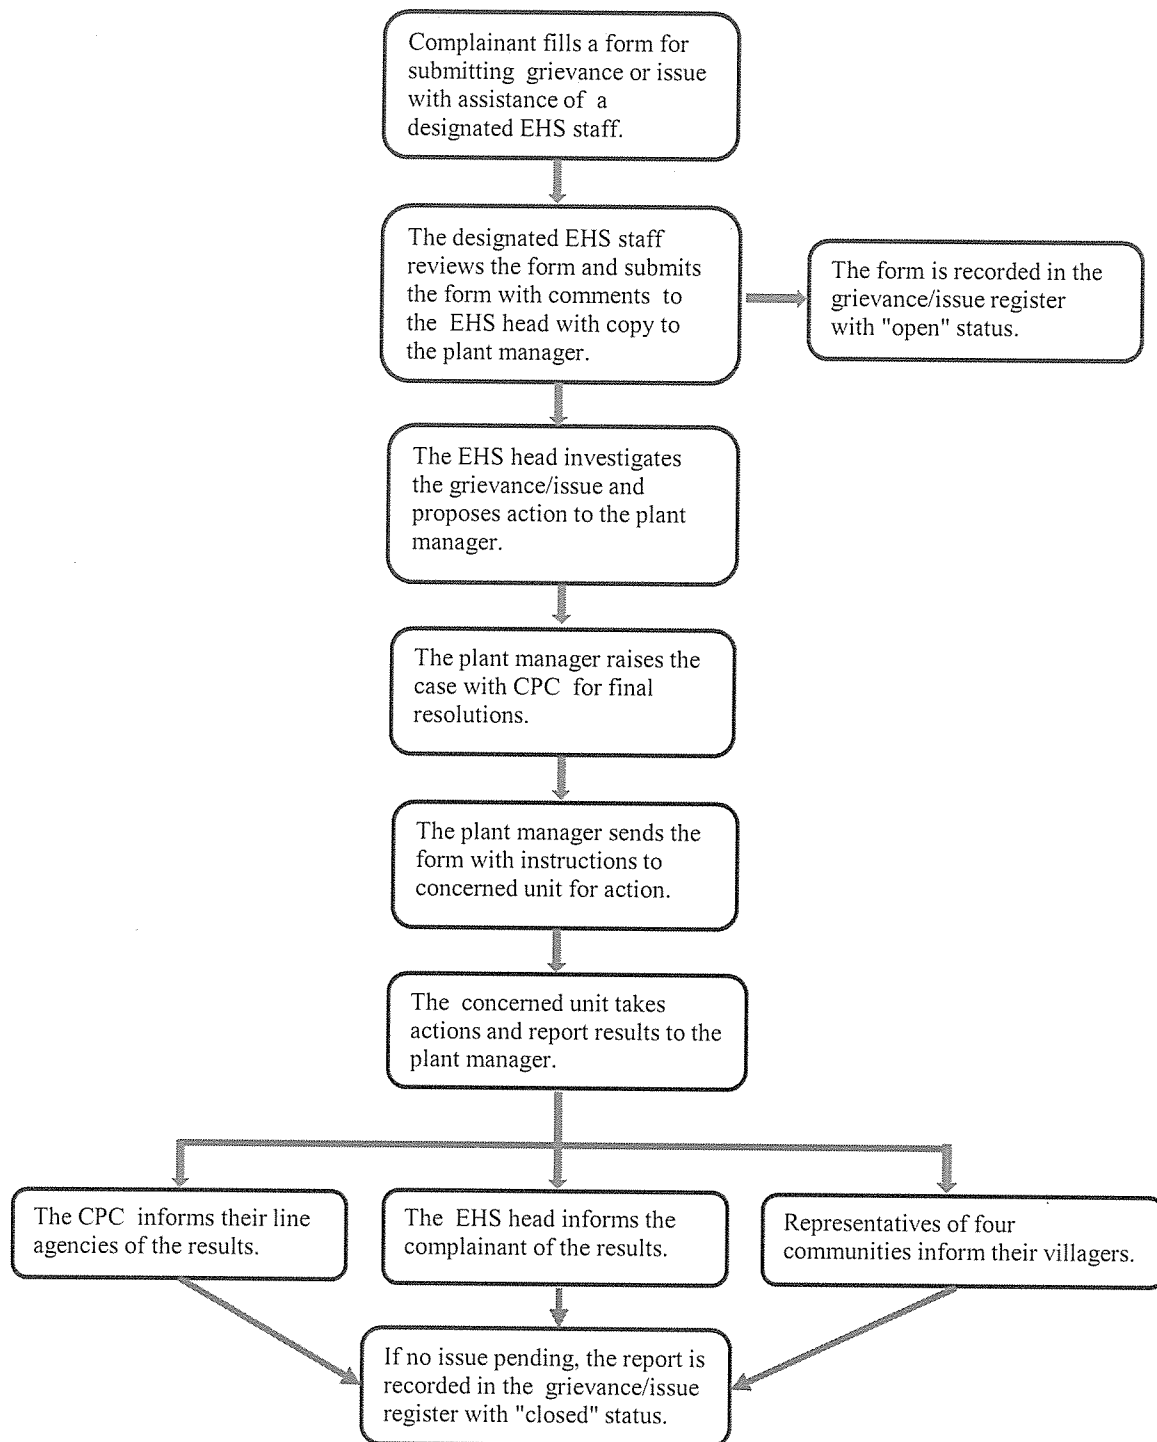 Complainant fills a form for
submitting grievance or issue
with assistance of a
designated EHS staff.
The designated EHS staff
reviews the form and submits
the form with comments to
the EHS head with copy to
the plant manager.
The form is recorded in the
grievance/issue register
with "open" status.
The EHS head investigates
the grievance/issue and
proposes action to the plant
manager.
The plant manager raises the
case with CPC for final
resolutions.
The plant manager sends the
form with instructions to
concerned unit for action.
The concerned unit takes
actions and report results to the
plant manager.
The CPC informs their line
agencies of the results.
The EHS head informs the
complainant of the results.
Representatives of four
communities inform their villagers.
If no issue pending, the report is
recorded in the grievance/issue
register with "closed" status.